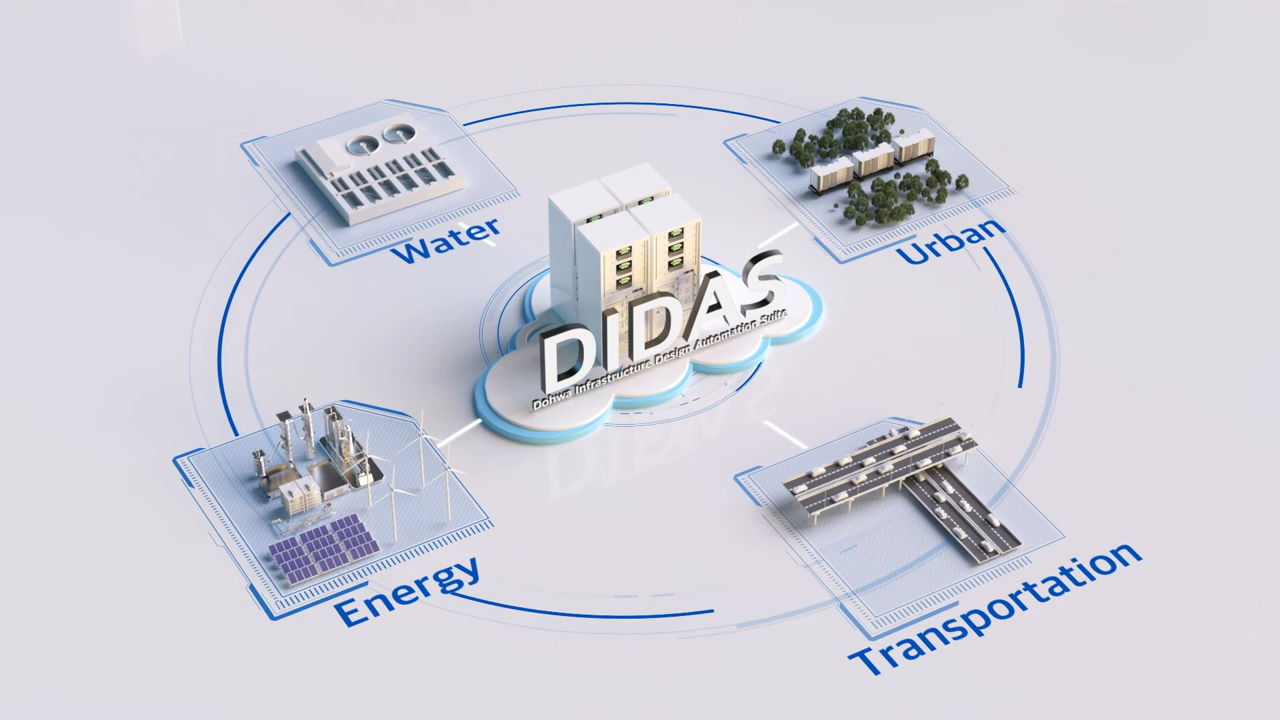 Water
Urban
DIDAS
Dohwa Infrastructure Design Automation Suite
Energy
Transportation